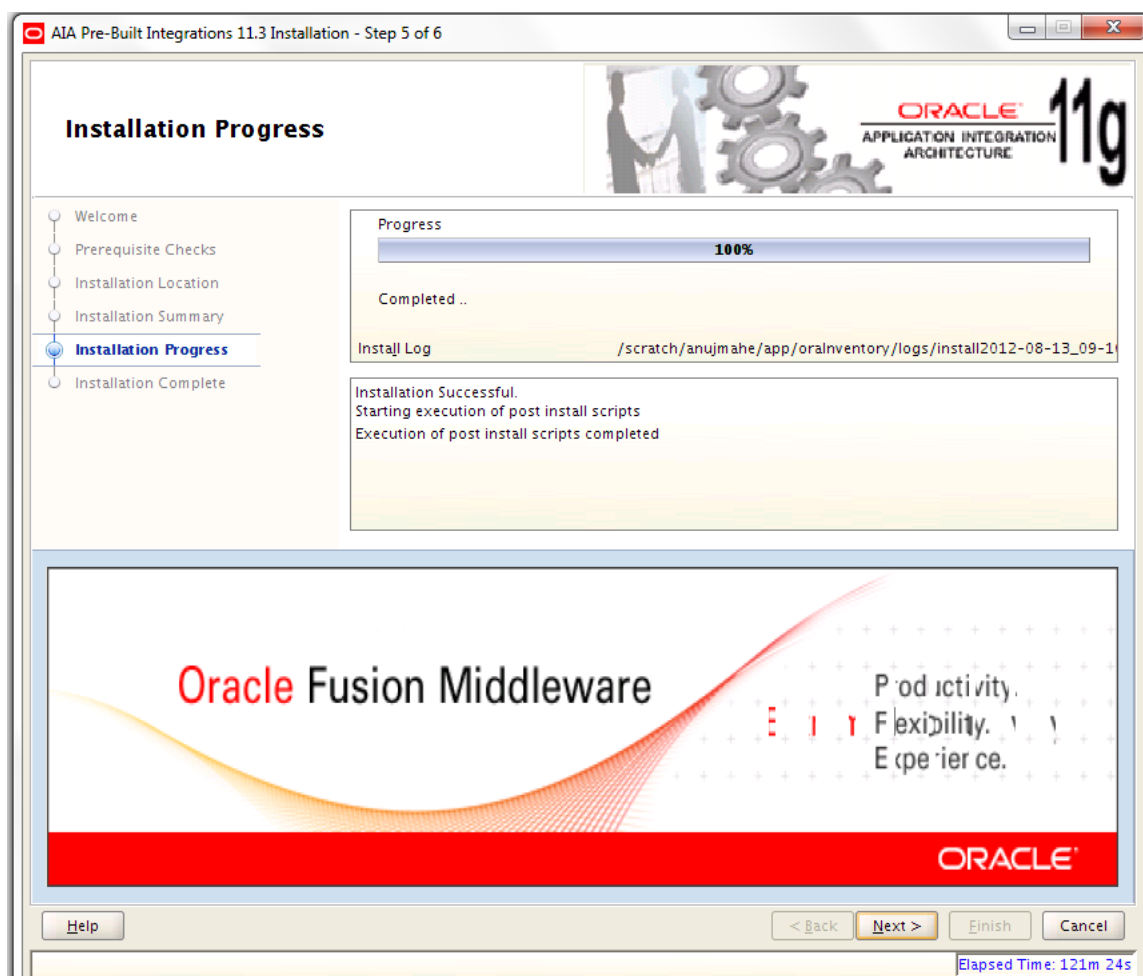 AIA Pre-Built Integrations 11.3 Installation - Step 5 of 6
Installation Progress
ORACLE
APPLICATION INTEGRATION
ARCHITECTURE
11g
Welcome
Prerequisite Checks
Installation Location
Installation Summary
Installation Progress
Installation Complete
Progress
100%
Completed ..
Install Log /scratch/anujmahe/app/oraInventory/logs/install2012-08-13_09-1
Installation Successful.
Starting execution of post install scripts
Execution of post install scripts completed
Oracle Fusion Middleware
Productivity.
Flexibility.
Experience.
ORACLE
Help
< Back
Next >
Finish
Cancel
Elapsed Time: 121m 24s